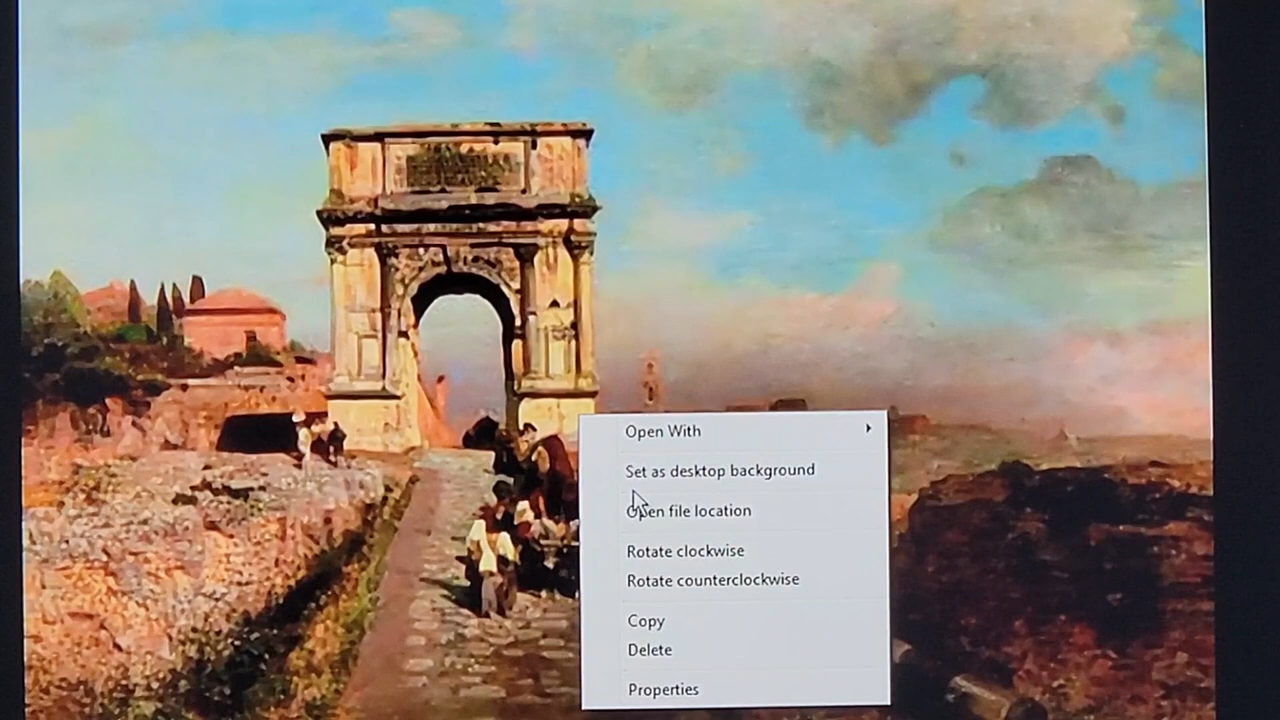 Open With
Set as desktop background
Open file location
Rotate clockwise
Rotate counterclockwise
Copy
Delete
Properties